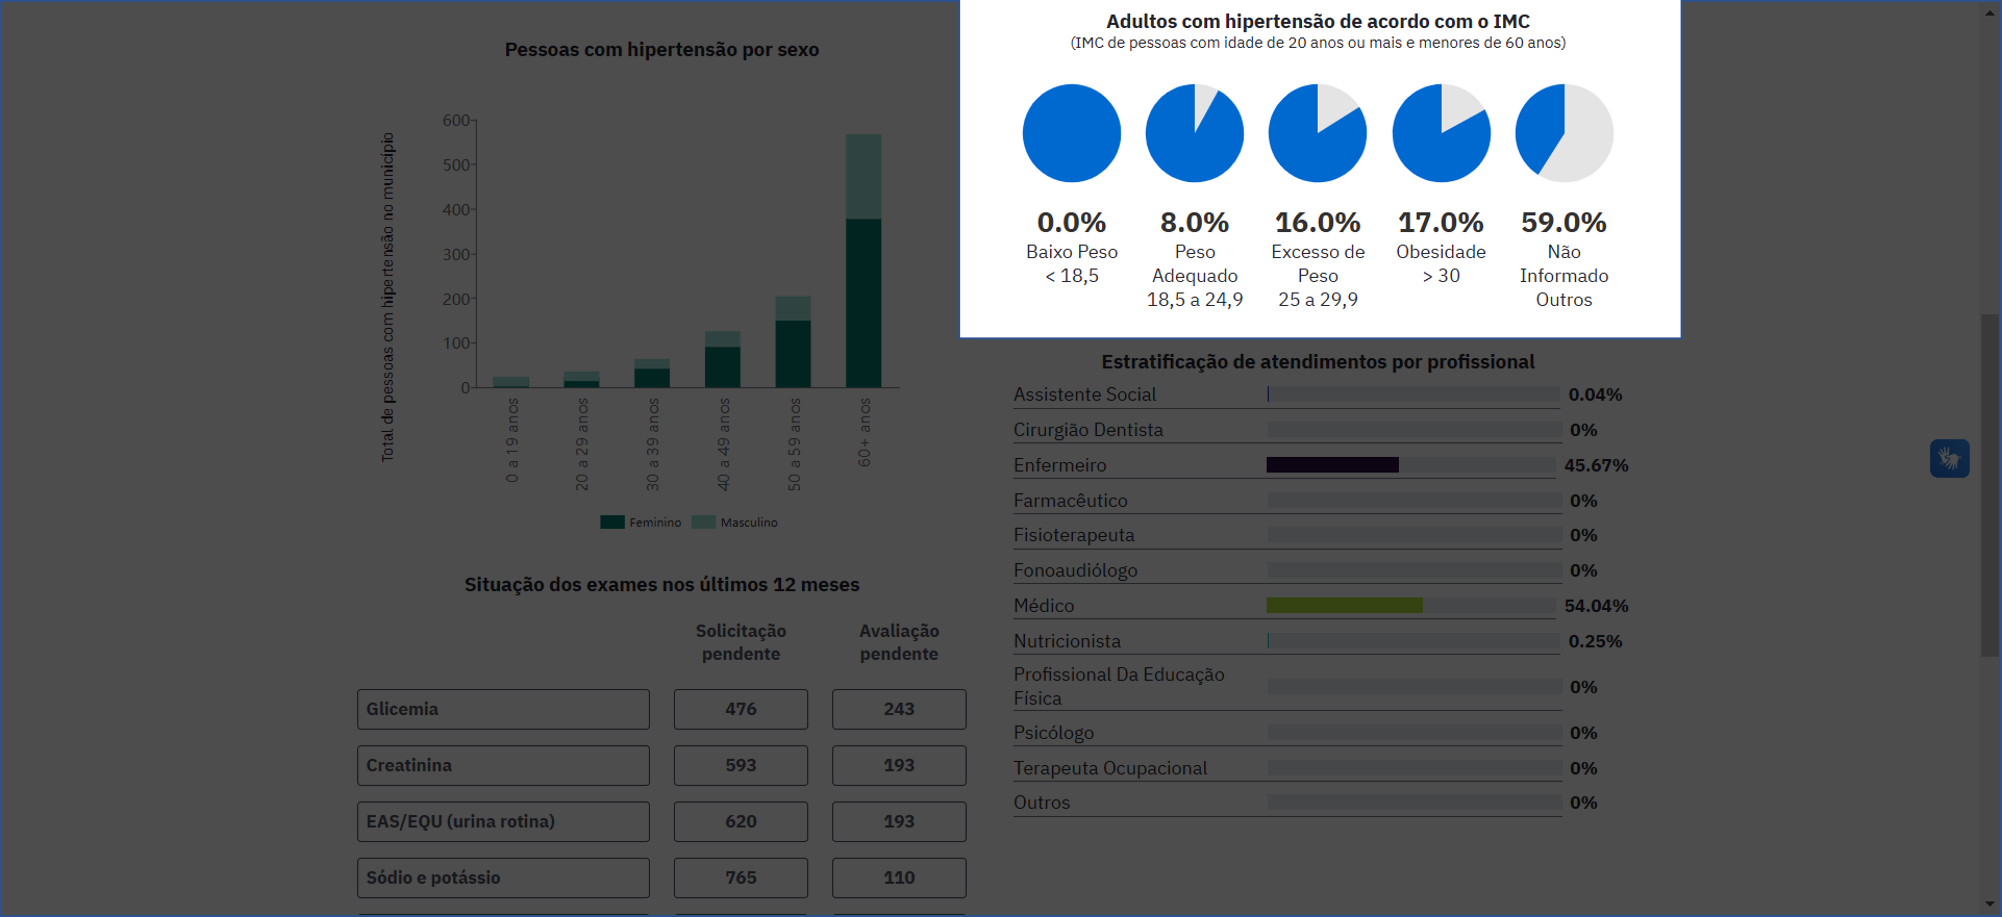 Pessoas com hipertensão por sexo
Total de pessoas com hipertensão no município
600
500
400
300
200
100
0
0 a 19 anos
20 a 29 anos
30 a 39 anos
40 a 49 anos
50 a 59 anos
60+ anos
Feminino
Masculino
Situação dos exames nos últimos 12 meses
Solicitação
pendente
Avaliação
pendente
Glicemia 476 243
Creatinina 593 193
EAS/EQU (urina rotina) 620 193
Sódio e potássio 765 110
Adultos com hipertensão de acordo com o IMC
(IMC de pessoas com idade de 20 anos ou mais e menores de 60 anos)
0.0%
Baixo Peso
< 18,5
8.0%
Peso
Adequado
18,5 a 24,9
16.0%
Excesso de
Peso
25 a 29,9
17.0%
Obesidade
> 30
59.0%
Não
Informado
Outros
Estratificação de atendimentos por profissional
Assistente Social 0.04%
Cirurgião Dentista 0%
Enfermeiro 45.67%
Farmacêutico 0%
Fisioterapeuta 0%
Fonoaudiólogo 0%
Médico 54.04%
Nutricionista 0.25%
Profissional Da Educação
Física 0%
Psicólogo 0%
Terapeuta Ocupacional 0%
Outros 0%